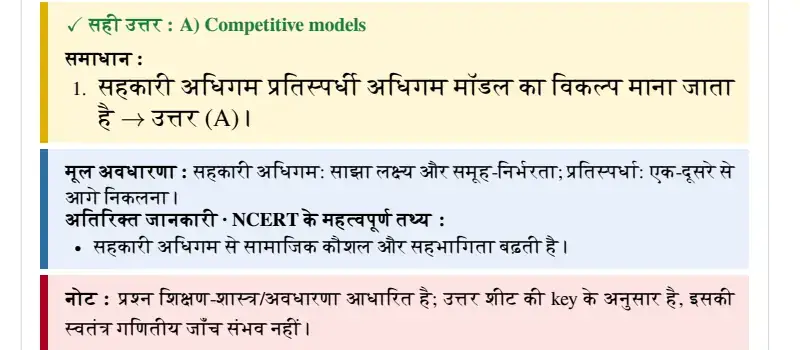 ✓ सही उत्तर : A) Competitive models
समाधान :
1. सहकारी अधिगम प्रतिस्पर्धी अधिगम मॉडल का विकल्प माना जाता
है → उत्तर (A)।
मूल अवधारणा : सहकारी अधिगम: साझा लक्ष्य और समूह-निर्भरता; प्रतिस्पर्धा: एक-दूसरे से
आगे निकलना।
अतिरिक्त जानकारी · NCERT के महत्वपूर्ण तथ्य :
• सहकारी अधिगम से सामाजिक कौशल और सहभागिता बढ़ती है।
नोट : प्रश्न शिक्षण-शास्त्र/अवधारणा आधारित है; उत्तर शीट की key के अनुसार है, इसकी
स्वतंत्र गणितीय जाँच संभव नहीं।